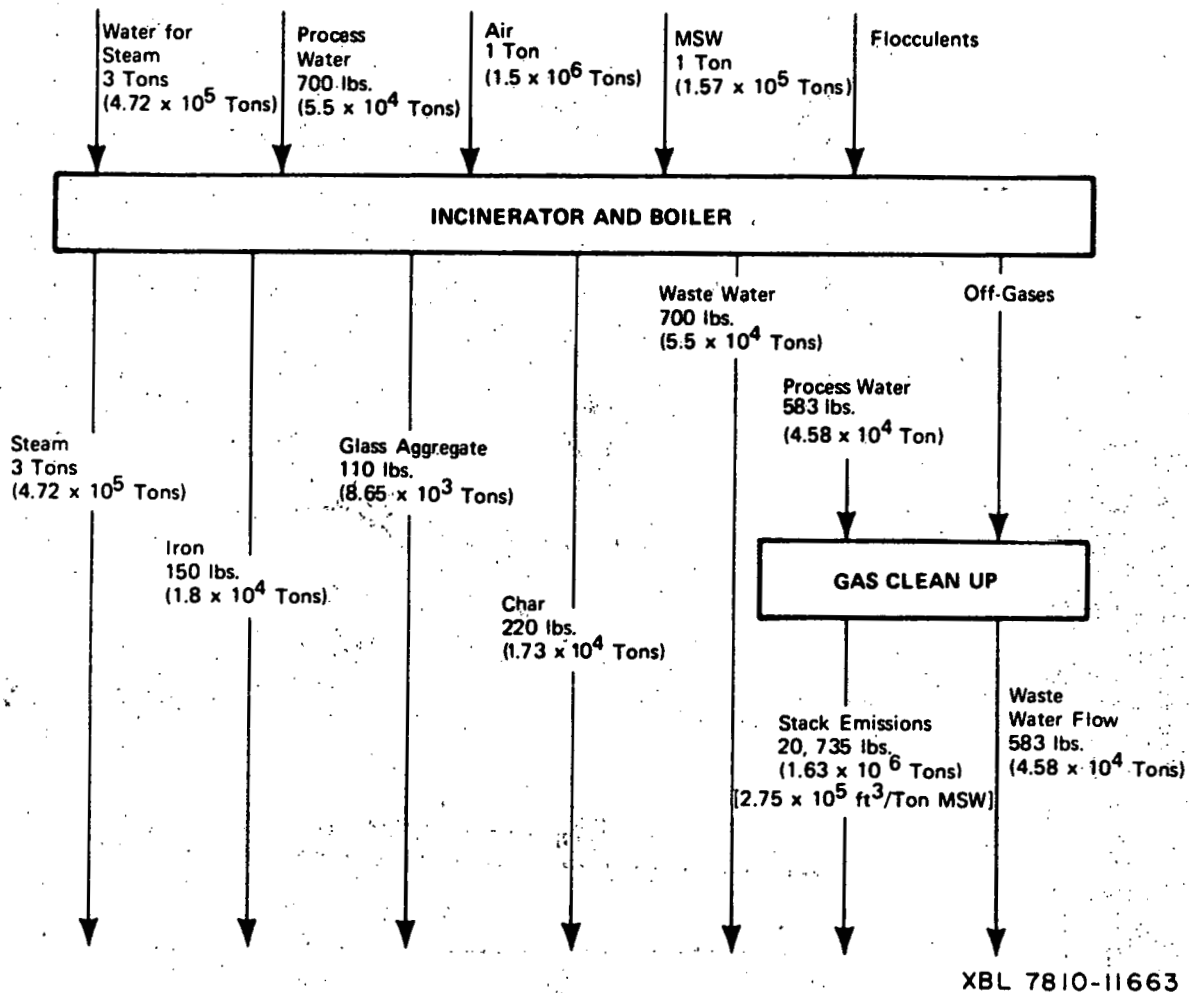 Water for
Steam
3 Tons
(4.72 x 10⁵ Tons)
Process
Water
700 lbs.
(5.5 x 10⁴ Tons)
Air
1 Ton
(1.5 x 10⁶ Tons)
MSW
1 Ton
(1.57 x 10⁵ Tons)
Flocculents
INCINERATOR AND BOILER
Waste Water
700 lbs.
(5.5 x 10⁴ Tons)
Off-Gases
Process Water
583 lbs.
(4.58 x 10⁴ Ton)
Steam
3 Tons
(4.72 x 10⁵ Tons)
Glass Aggregate
110 lbs.
(8.65 x 10³ Tons)
Iron
150 lbs.
(1.8 x 10⁴ Tons)
GAS CLEAN UP
Char
220 lbs.
(1.73 x 10⁴ Tons)
Stack Emissions
20, 735 lbs.
(1.63 x 10⁶ Tons)
[2.75 x 10⁵ ft³/Ton MSW]
Waste
Water Flow
583 lbs.
(4.58 x 10⁴ Tons)
XBL 7810-11663